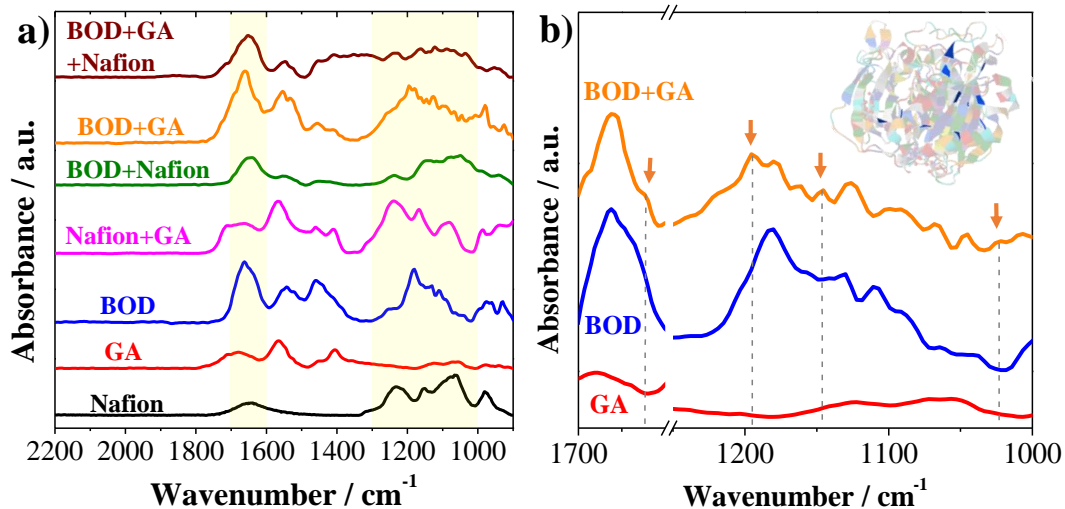 a)
BOD+GA
+Nafion
BOD+GA
BOD+Nafion
Nafion+GA
BOD
GA
Nafion
Absorbance / a.u.
2200 2000 1800 1600 1400 1200 1000
Wavenumber / cm-1
b)
BOD+GA
BOD
GA
Absorbance / a.u.
1700 1200 1100 1000
Wavenumber / cm-1